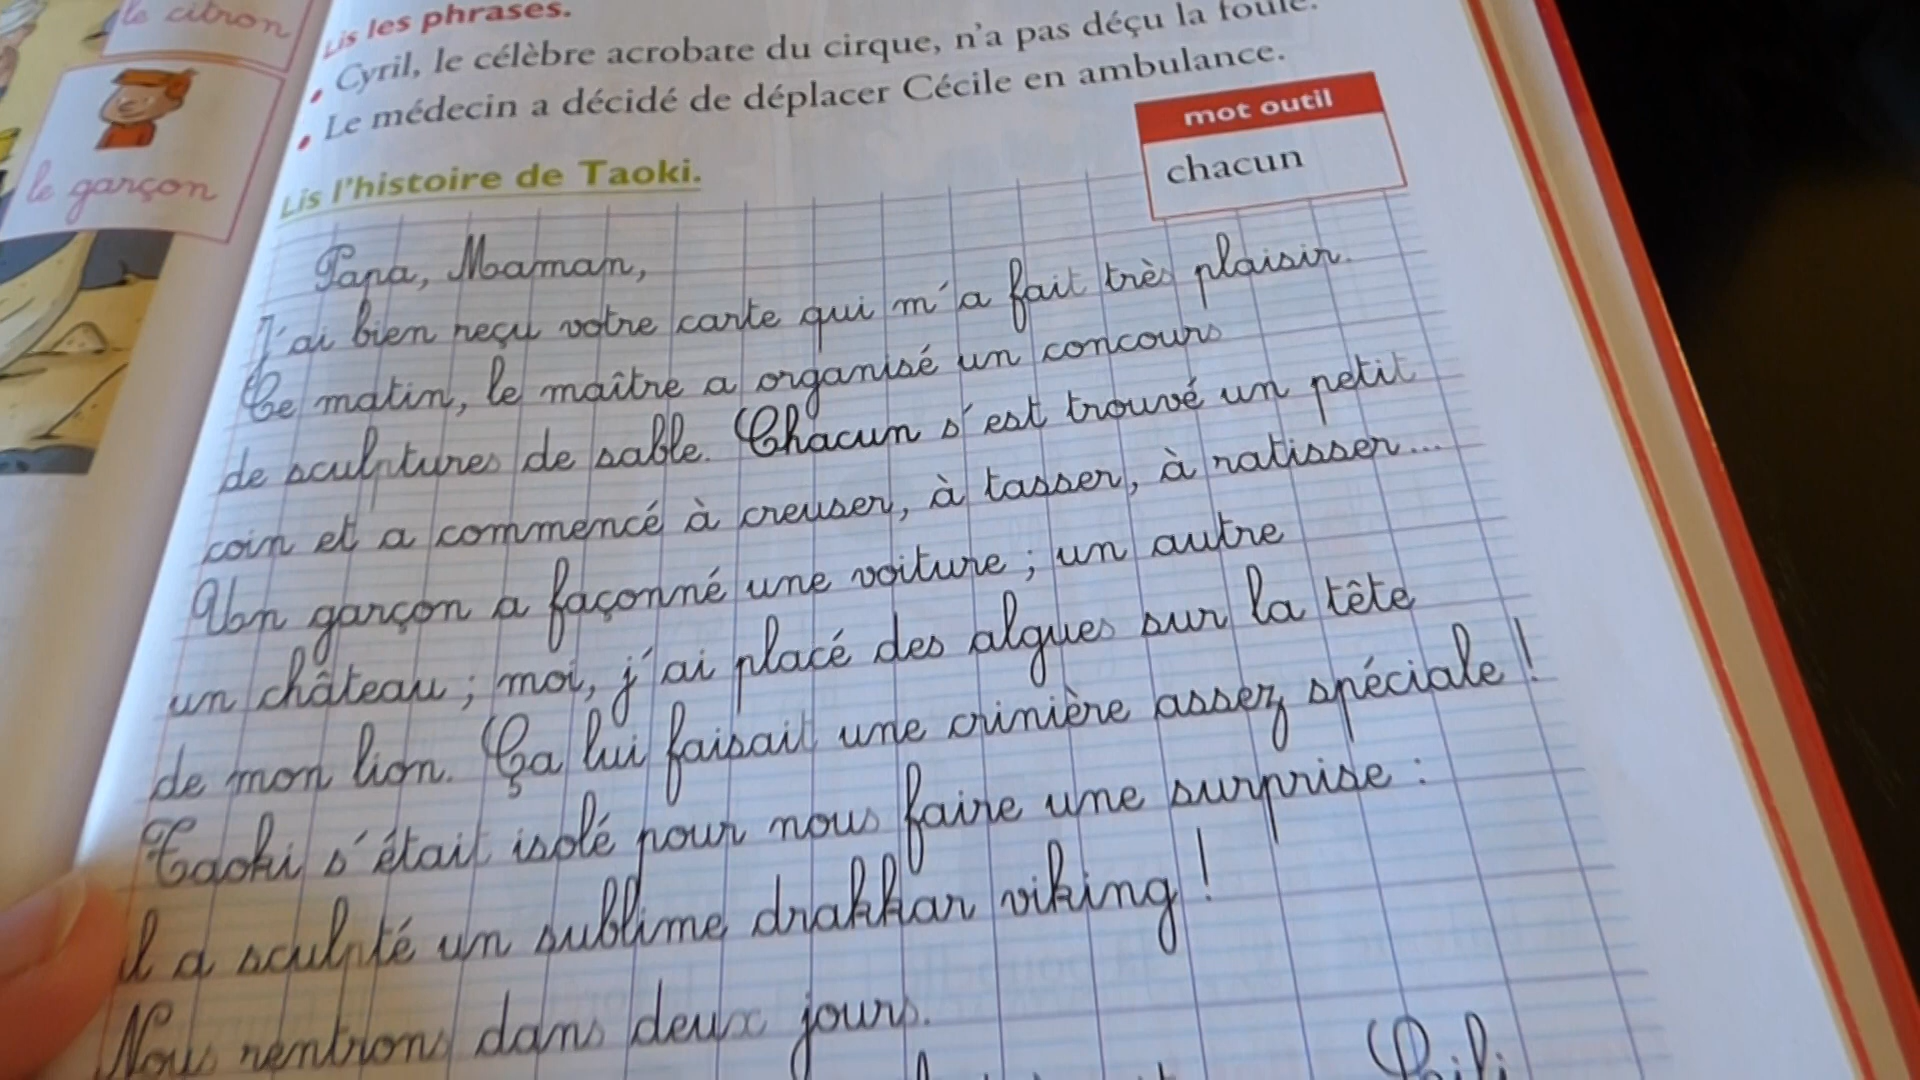 le citron
le garçon
Lis les phrases.
Cyril, le célèbre acrobate du cirque, n'a pas déçu la foule.
Le médecin a décidé de déplacer Cécile en ambulance.
mot outil
chacun
Lis l'histoire de Taoki.
Papa, Maman,
J'ai bien reçu votre carte qui m'a fait très plaisir.
Ce matin, le maître a organisé un concours
de sculptures de sable. Chacun s'est trouvé un petit
coin et a commencé à creuser, à tasser, à ratisser...
Un garçon a façonné une voiture ; un autre
un château ; moi, j'ai placé des algues sur la tête
de mon lion. Ça lui faisait une crinière assez spéciale !
Taoki s'était isolé pour nous faire une surprise :
il a sculpté un sublime drakkar viking !
Nous rentrons dans deux jours.